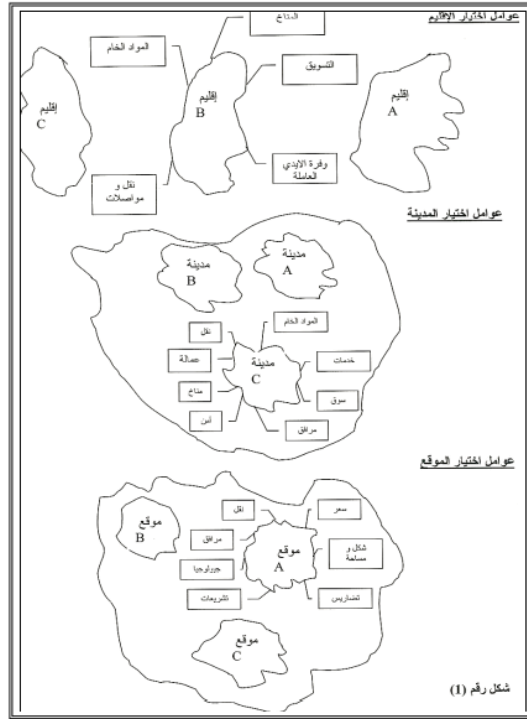 عوامل اختيار الإقليم
المناخ
المواد الخام
التسويق
إقليم
A
إقليم
B
إقليم
C
وفرة الايدي
العاملة
نقل و
مواصلات
عوامل اختيار المدينة
مدينة
A
مدينة
B
المواد الخام
نقل
خدمات
عمالة
مدينة
C
مناخ
سوق
أمن
مرافق
عوامل اختيار الموقع
نقل
سعر
موقع
B
مرافق
موقع
A
شكل و
مساحة
جيولوجيا
تشريعات
تضاريس
موقع
C
شكل رقم (1)